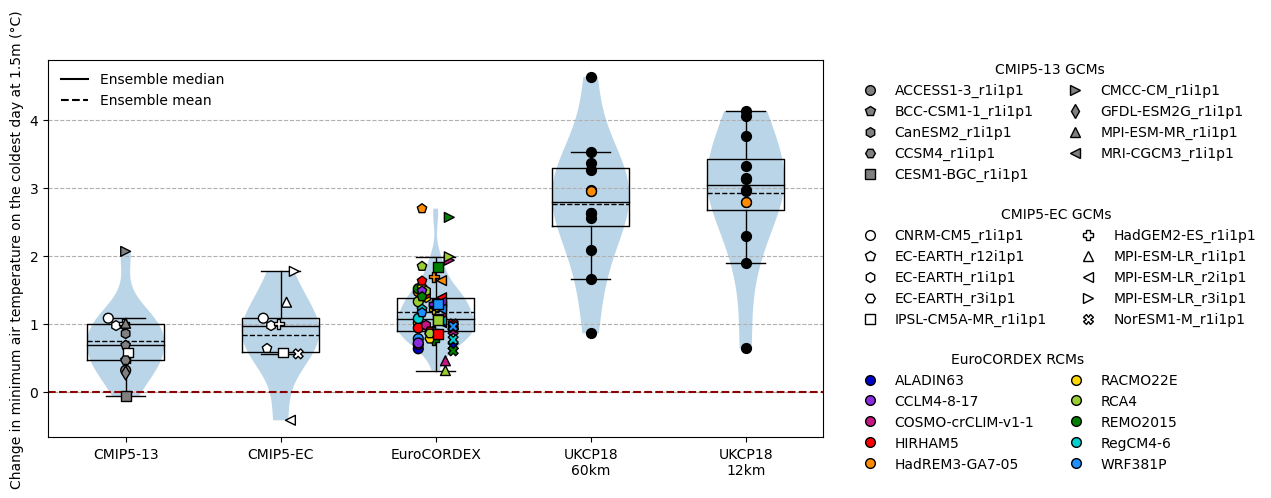 Change in minimum air temperature on the coldest day at 1.5m (°C)
Ensemble median
Ensemble mean
4
3
2
1
0
CMIP5-13
CMIP5-EC
EuroCORDEX
UKCP18
60km
UKCP18
12km
CMIP5-13 GCMs
ACCESS1-3_r1i1p1
BCC-CSM1-1_r1i1p1
CanESM2_r1i1p1
CCSM4_r1i1p1
CESM1-BGC_r1i1p1
CMCC-CM_r1i1p1
GFDL-ESM2G_r1i1p1
MPI-ESM-MR_r1i1p1
MRI-CGCM3_r1i1p1
CMIP5-EC GCMs
CNRM-CM5_r1i1p1
EC-EARTH_r12i1p1
EC-EARTH_r1i1p1
EC-EARTH_r3i1p1
IPSL-CM5A-MR_r1i1p1
HadGEM2-ES_r1i1p1
MPI-ESM-LR_r1i1p1
MPI-ESM-LR_r2i1p1
MPI-ESM-LR_r3i1p1
NorESM1-M_r1i1p1
EuroCORDEX RCMs
ALADIN63
CCLM4-8-17
COSMO-crCLIM-v1-1
HIRHAM5
HadREM3-GA7-05
RACMO22E
RCA4
REMO2015
RegCM4-6
WRF381P